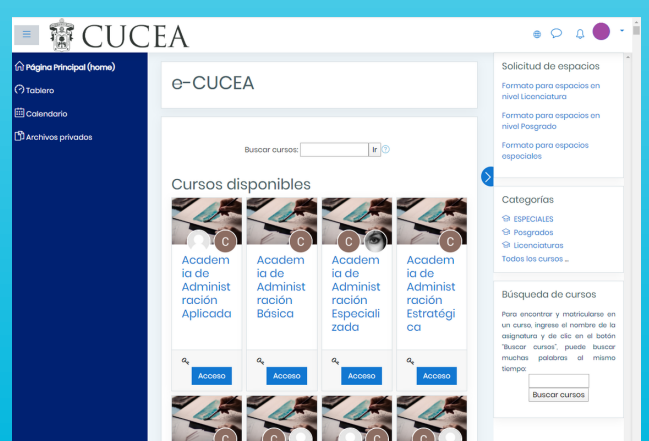 CUCEA
Página Principal (home)
Tablero
Calendario
Archivos privados
e-CUCEA
Buscar cursos:
Ir
Cursos disponibles
C
C
C
C
Academ
ia de
Administ
ración
Aplicada
Academ
ia de
Administ
ración
Básica
Academ
ia de
Administ
ración
Especiali
zada
Academ
ia de
Administ
ración
Estratégi
ca
Acceso
Acceso
Acceso
Acceso
C
C
C
C
Solicitud de espacios
Formato para espacios en
nivel Licenciatura
Formato para espacios en
nivel Posgrado
Formato para espacios
especiales
Categorías
ESPECIALES
Posgrados
Licenciaturas
Todos los cursos ...
Búsqueda de cursos
Para encontrar y matricularse en
un curso, ingrese el nombre de la
asignatura y de clic en el botón
"Buscar cursos", puede buscar
muchas palabras al mismo
tiempo:
Buscar cursos